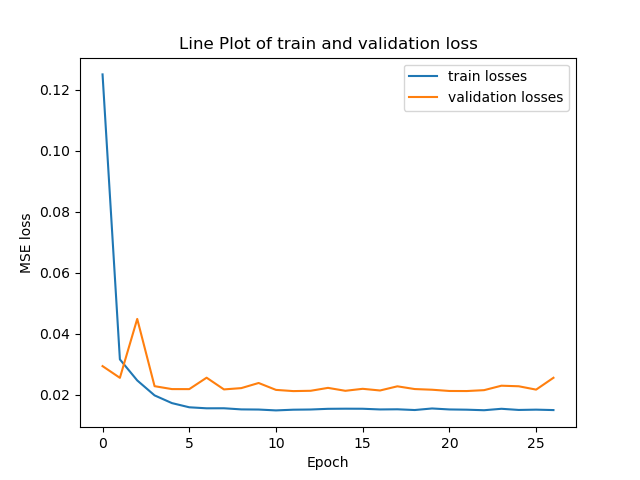 Line Plot of train and validation loss
train losses
validation losses
MSE loss
0.12
0.10
0.08
0.06
0.04
0.02
0 5 10 15 20 25
Epoch